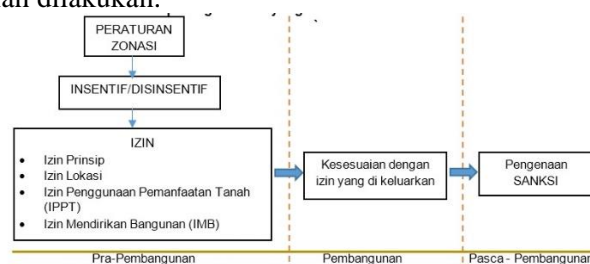 dilakukan.
PERATURAN
ZONASI
INSENTIF/DISINSENTIF
IZIN
• Izin Prinsip
• Izin Lokasi
• Izin Penggunaan Pemanfaatan Tanah
(IPPT)
• Izin Mendirikan Bangunan (IMB)
Kesesuaian dengan
izin yang di keluarkan
Pengenaan
SANKSI
Pra-Pembangunan
Pembangunan
Pasca - Pembangunan